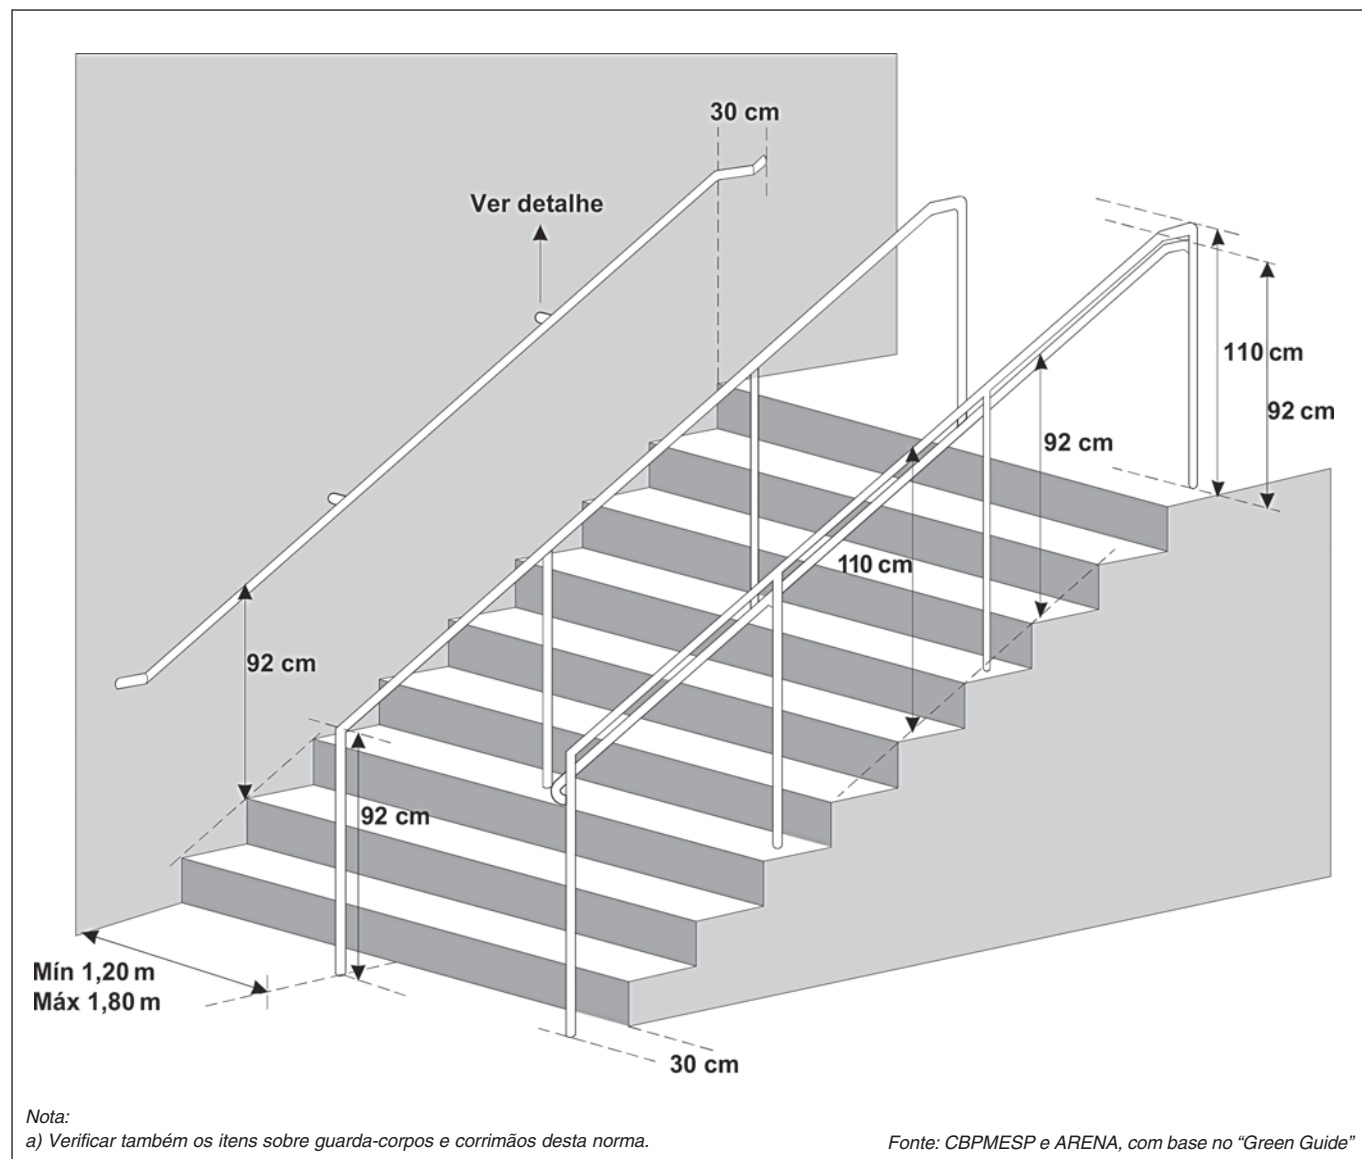 30 cm
Ver detalhe
110 cm
92 cm
92 cm
110 cm
92 cm
92 cm
Mín 1,20 m
Máx 1,80 m
30 cm
Nota:
a) Verificar também os itens sobre guarda-corpos e corrimãos desta norma.
Fonte: CBPMESP e ARENA, com base no “Green Guide”